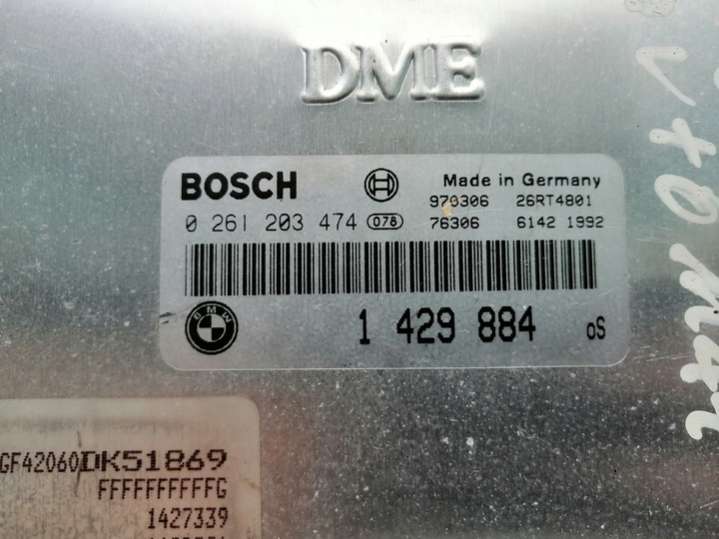 DME
BOSCH
Made in Germany
970306 26RT4801
0 261 203 474 078
76306 6142 1992
BMW
1 429 884 oS
GF42060DK51869
FFFFFFFFFFG
1427339